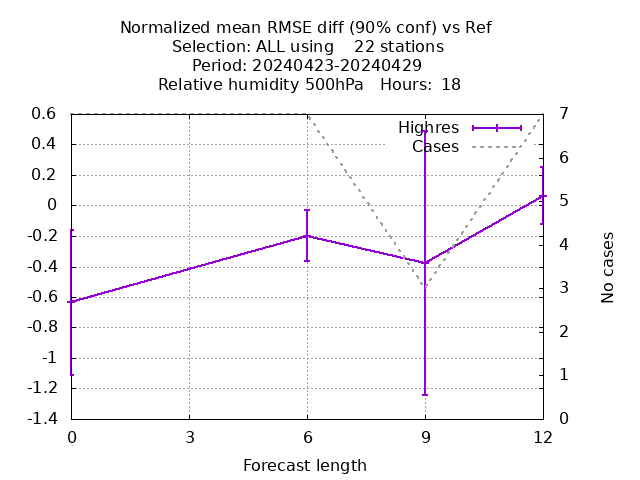 Normalized mean RMSE diff (90% conf) vs Ref
Selection: ALL using    22 stations
Period: 20240423-20240429
Relative humidity 500hPa   Hours:  18
Highres
Cases
0.6
0.4
0.2
0
-0.2
-0.4
-0.6
-0.8
-1
-1.2
-1.4
7
6
5
4
3
2
1
0
No cases
0 3 6 9 12
Forecast length